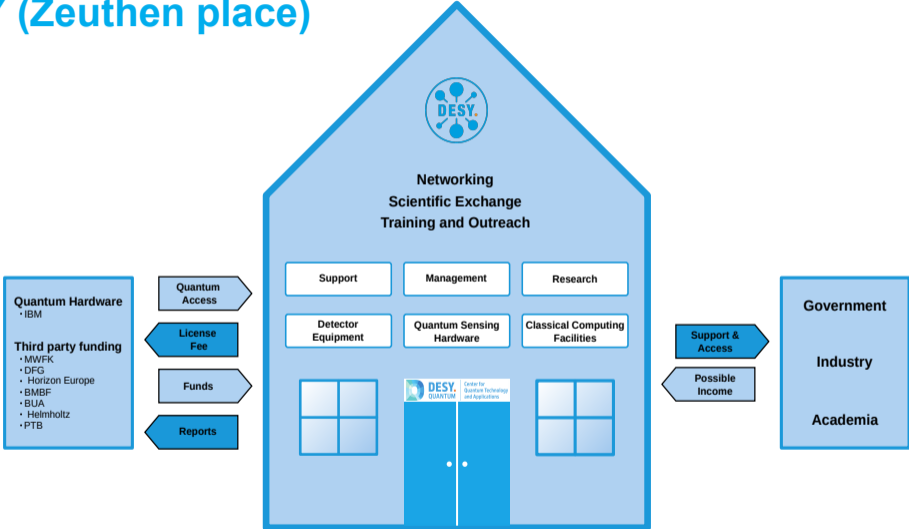 (Zeuthen place)
DESY.
Networking
Scientific Exchange
Training and Outreach
Support
Management
Research
Detector
Equipment
Quantum Sensing
Hardware
Classical Computing
Facilities
DESY.
QUANTUM
Center for
Quantum Technology
and Applications
Quantum Hardware
· IBM
Third party funding
· MWFK
· DFG
· Horizon Europe
· BMBF
· BUA
· Helmholtz
· PTB
Quantum
Access
License
Fee
Funds
Reports
Support &
Access
Possible
Income
Government
Industry
Academia